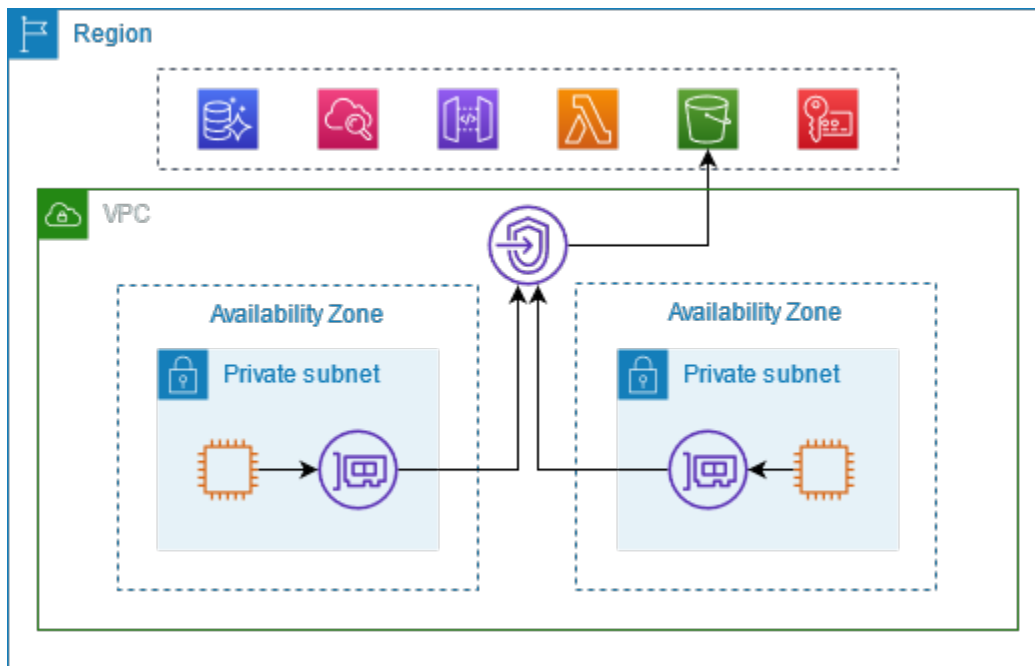 Region
VPC
Availability Zone
Availability Zone
Private subnet
Private subnet